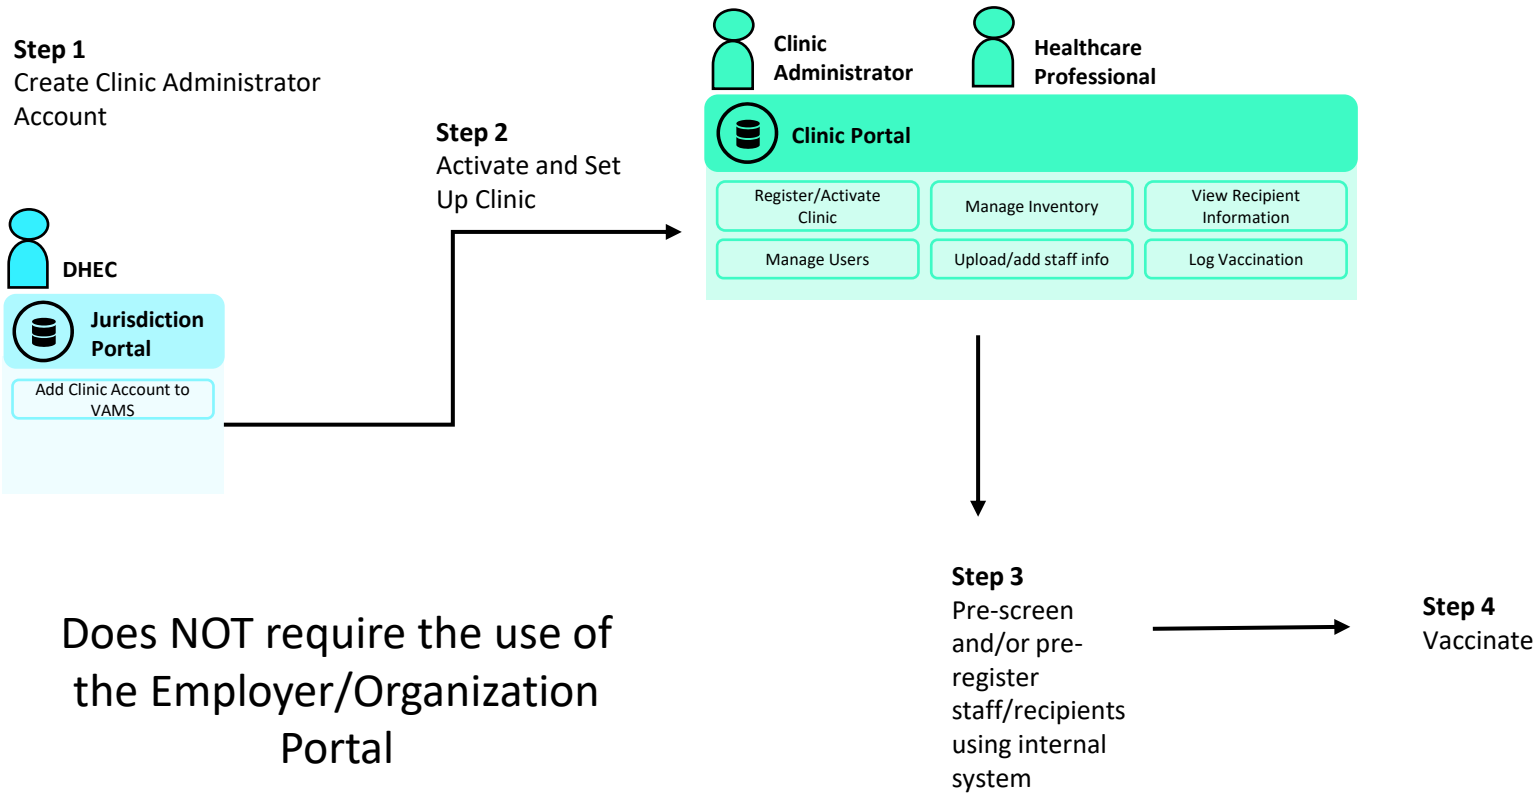 Step 1
Create Clinic Administrator
Account
DHEC
Jurisdiction
Portal
Add Clinic Account to
VAMS
Step 2
Activate and Set
Up Clinic
Clinic
Administrator
Healthcare
Professional
Clinic Portal
Register/Activate
Clinic
Manage Inventory
View Recipient
Information
Manage Users
Upload/add staff info
Log Vaccination
Step 3
Pre-screen
and/or pre-
register
staff/recipients
using internal
system
Step 4
Vaccinate
Does NOT require the use of
the Employer/Organization
Portal